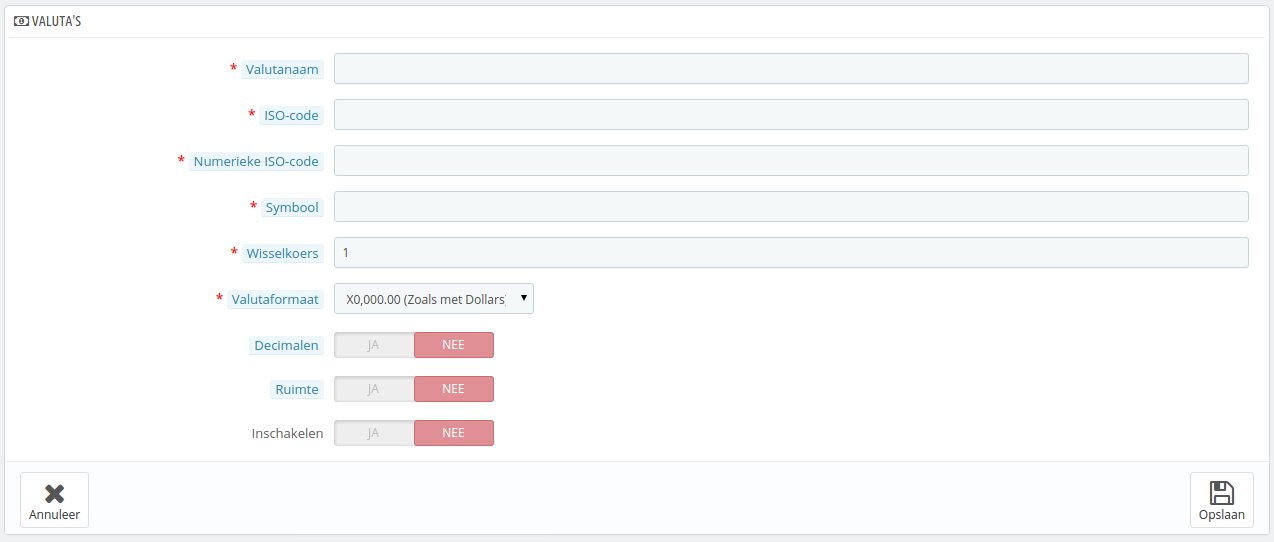 VALUTA'S
* Valutanaam
* ISO-code
* Numerieke ISO-code
* Symbool
* Wisselkoers 1
* Valutaformaat X0,000.00 (Zoals met Dollars)
Decimalen JA NEE
Ruimte JA NEE
Inschakelen JA NEE
Annuleer Opslaan